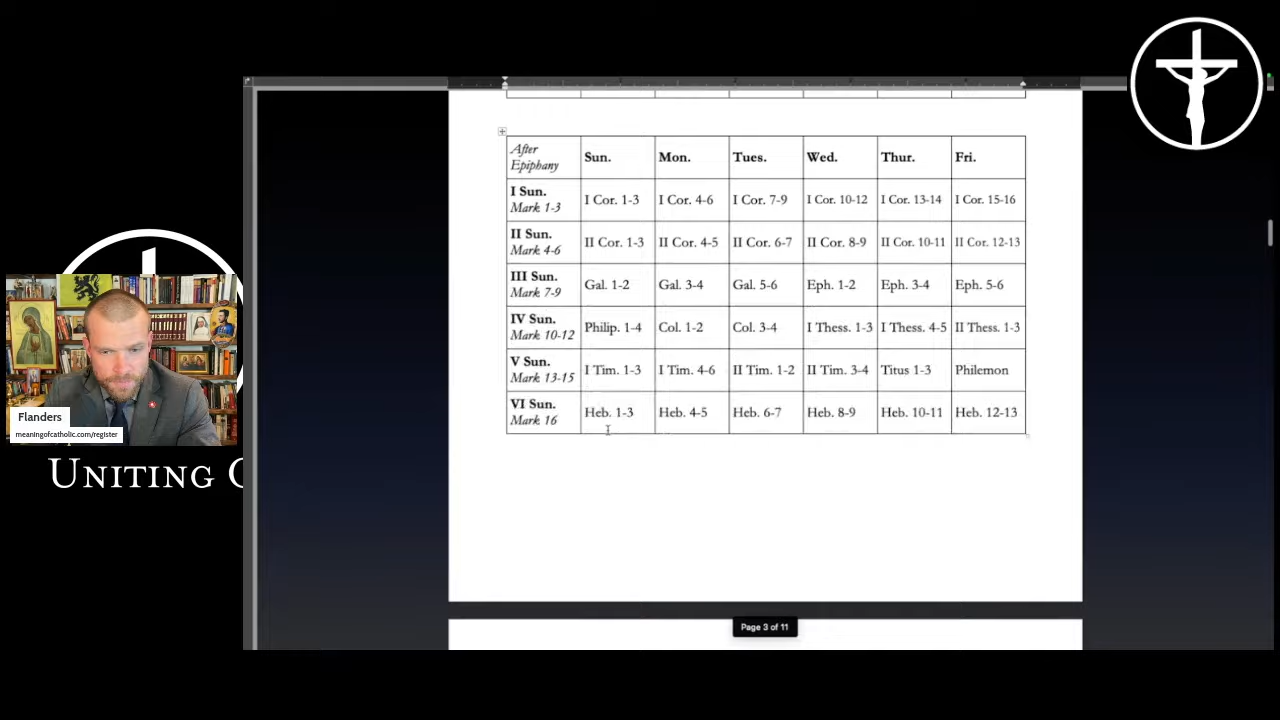 After
Epiphany
Sun.
Mon.
Tues.
Wed.
Thur.
Fri.
I Sun.
Mark 1-3
I Cor. 1-3
I Cor. 4-6
I Cor. 7-9
I Cor. 10-12
I Cor. 13-14
I Cor. 15-16
II Sun.
Mark 4-6
II Cor. 1-3
II Cor. 4-5
II Cor. 6-7
II Cor. 8-9
II Cor. 10-11
II Cor. 12-13
III Sun.
Mark 7-9
Gal. 1-2
Gal. 3-4
Gal. 5-6
Eph. 1-2
Eph. 3-4
Eph. 5-6
IV Sun.
Mark 10-12
Philip. 1-4
Col. 1-2
Col. 3-4
I Thess. 1-3
I Thess. 4-5
II Thess. 1-3
V Sun.
Mark 13-15
I Tim. 1-3
I Tim. 4-6
II Tim. 1-2
II Tim. 3-4
Titus 1-3
Philemon
VI Sun.
Mark 16
Heb. 1-3
Heb. 4-5
Heb. 6-7
Heb. 8-9
Heb. 10-11
Heb. 12-13
Flanders
meaningofcatholic.com/register
UNITING
Page 3 of 11